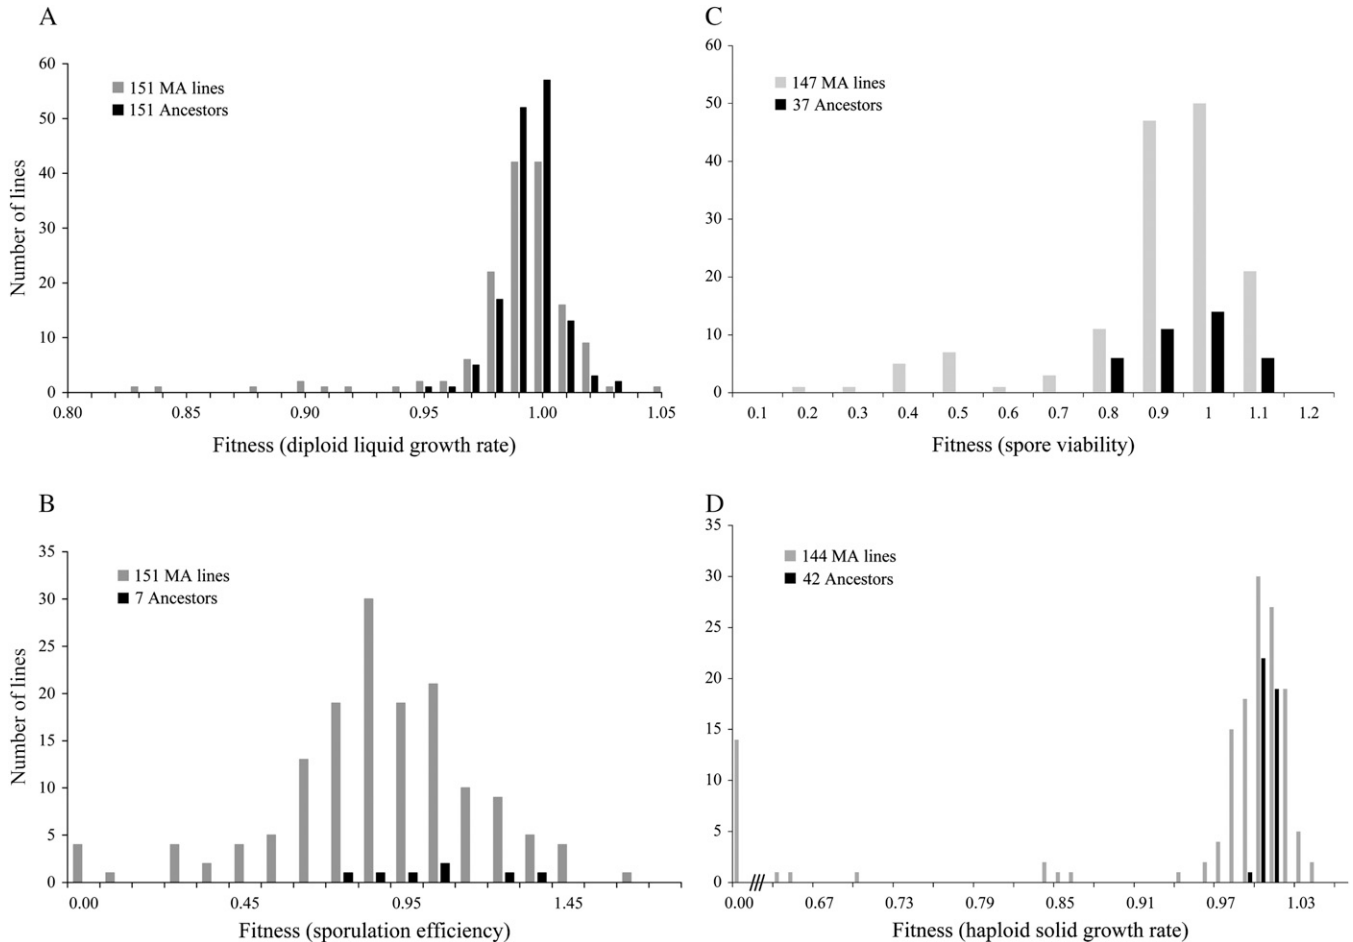 A
60
50
40
30
20
10
0
Number of lines
151 MA lines
151 Ancestors
0.80 0.85 0.90 0.95 1.00 1.05
Fitness (diploid liquid growth rate)
C
60
50
40
30
20
10
0
147 MA lines
37 Ancestors
0.1 0.2 0.3 0.4 0.5 0.6 0.7 0.8 0.9 1 1.1 1.2
Fitness (spore viability)
B
35
30
25
20
15
10
5
0
Number of lines
151 MA lines
7 Ancestors
0.00 0.45 0.95 1.45
Fitness (sporulation efficiency)
D
35
30
25
20
15
10
5
0
144 MA lines
42 Ancestors
0.00 0.67 0.73 0.79 0.85 0.91 0.97 1.03
Fitness (haploid solid growth rate)